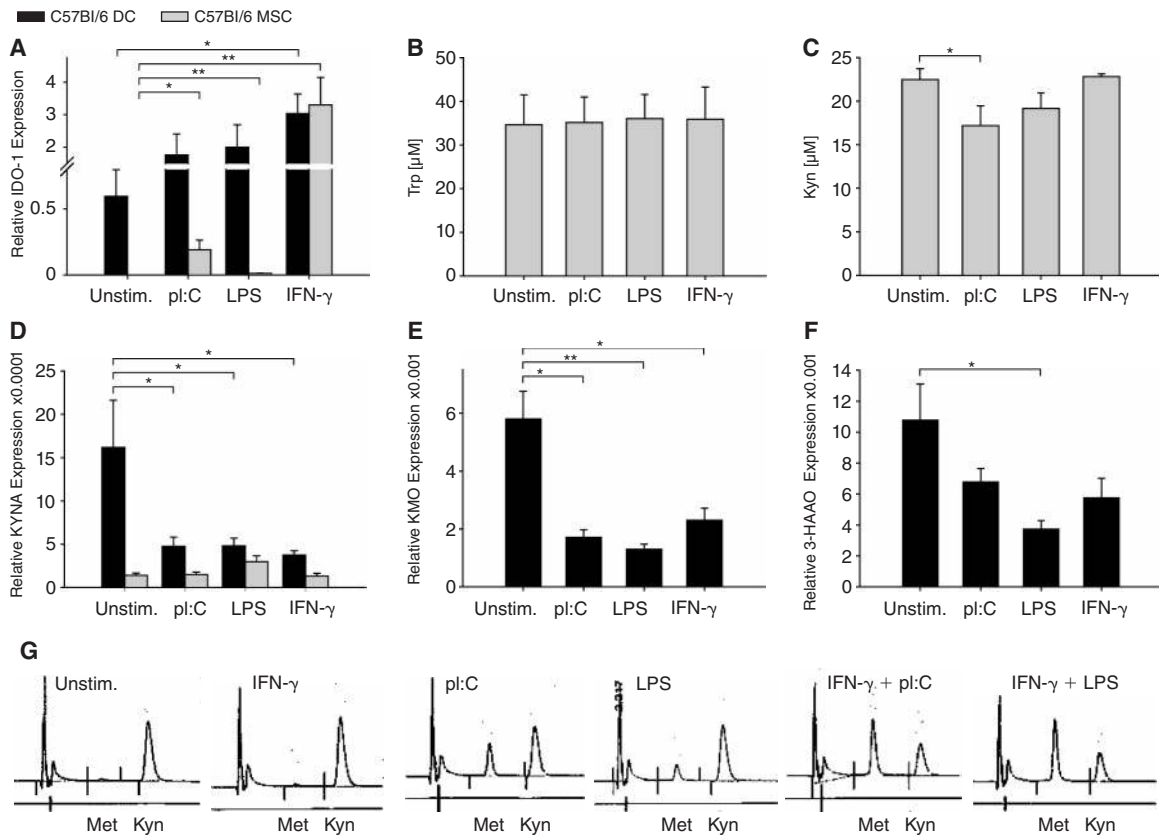 C57Bl/6 DC C57Bl/6 MSC
A
Relative IDO-1 Expression
4
3
2
0.5
0
*
**
**
*
Unstim. pI:C LPS IFN-γ
B
Trp [µM]
50
40
30
20
10
0
Unstim. pI:C LPS IFN-γ
C
Kyn [µM]
25
20
15
10
5
0
*
Unstim. pI:C LPS IFN-γ
D
Relative KYNA Expression x0.0001
25
20
15
10
5
0
*
*
*
Unstim. pI:C LPS IFN-γ
E
Relative KMO Expression x0.001
6
4
2
0
*
**
*
Unstim. pI:C LPS IFN-γ
F
Relative 3-HAAO Expression x0.001
14
12
10
8
6
4
2
0
*
Unstim. pI:C LPS IFN-γ
G
Unstim. IFN-γ pI:C LPS IFN-γ + pI:C IFN-γ + LPS
Met Kyn Met Kyn Met Kyn Met Kyn Met Kyn Met Kyn